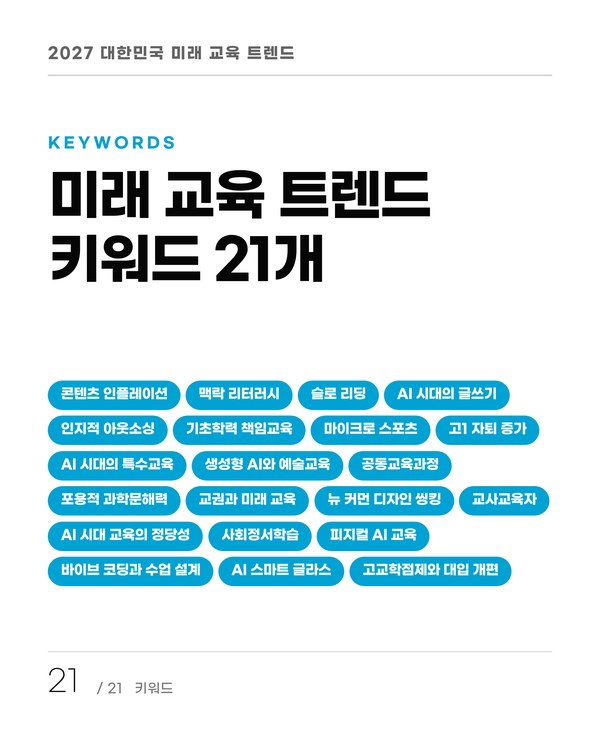 2027 대한민국 미래 교육 트렌드
KEYWORDS
미래 교육 트렌드
키워드 21개
콘텐츠 인플레이션 맥락 리터러시 슬로 리딩 AI 시대의 글쓰기
인지적 아웃소싱 기초학력 책임교육 마이크로 스포츠 고1 자퇴 증가
AI 시대의 특수교육 생성형 AI와 예술교육 공동교육과정
포용적 과학문해력 교권과 미래 교육 뉴 커먼 디자인 씽킹 교사교육자
AI 시대 교육의 정당성 사회정서학습 피지컬 AI 교육
바이브 코딩과 수업 설계 AI 스마트 글라스 고교학점제와 대입 개편
21 / 21 키워드